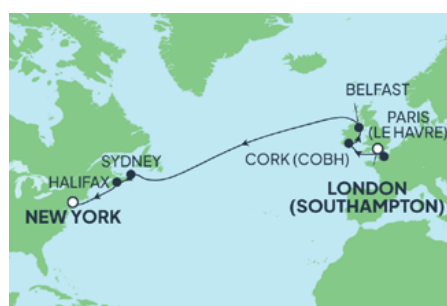 BELFAST
PARIS
(LE HAVRE)
CORK (COBH)
SYDNEY
HALIFAX
LONDON
(SOUTHAMPTON)
NEW YORK